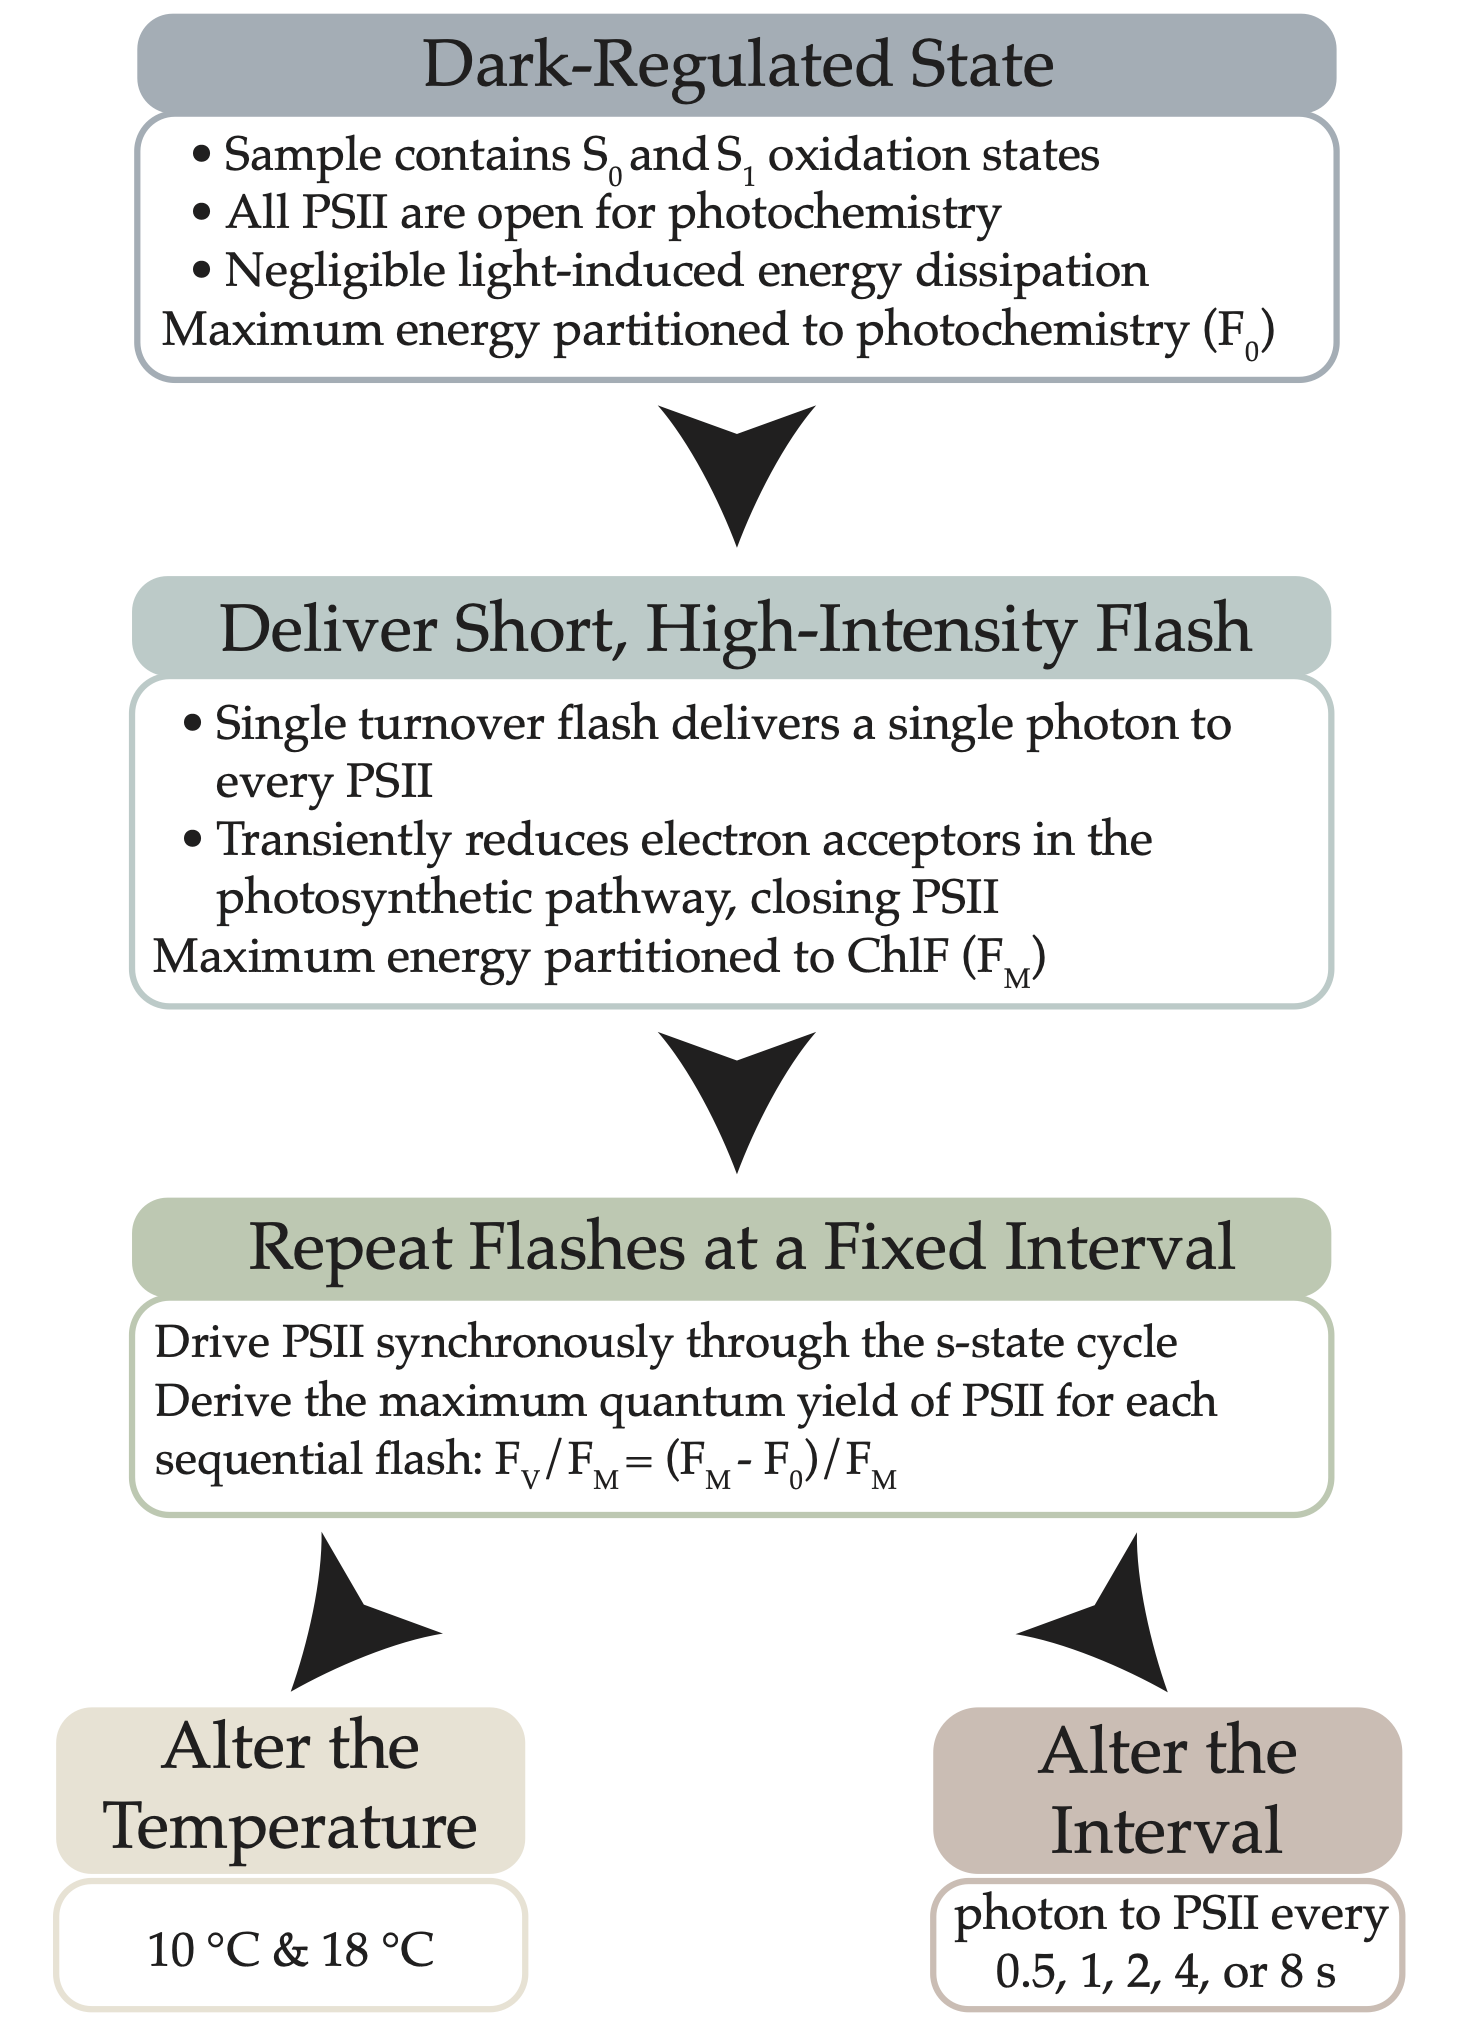 Dark-Regulated State
• Sample contains S₀ and S₁ oxidation states
• All PSII are open for photochemistry
• Negligible light-induced energy dissipation
Maximum energy partitioned to photochemistry (F₀)
Deliver Short, High-Intensity Flash
• Single turnover flash delivers a single photon to
every PSII
• Transiently reduces electron acceptors in the
photosynthetic pathway, closing PSII
Maximum energy partitioned to ChlF (F_M)
Repeat Flashes at a Fixed Interval
Drive PSII synchronously through the s-state cycle
Derive the maximum quantum yield of PSII for each
sequential flash: F_V/F_M = (F_M - F₀)/F_M
Alter the
Temperature
10 °C & 18 °C
Alter the
Interval
photon to PSII every
0.5, 1, 2, 4, or 8 s